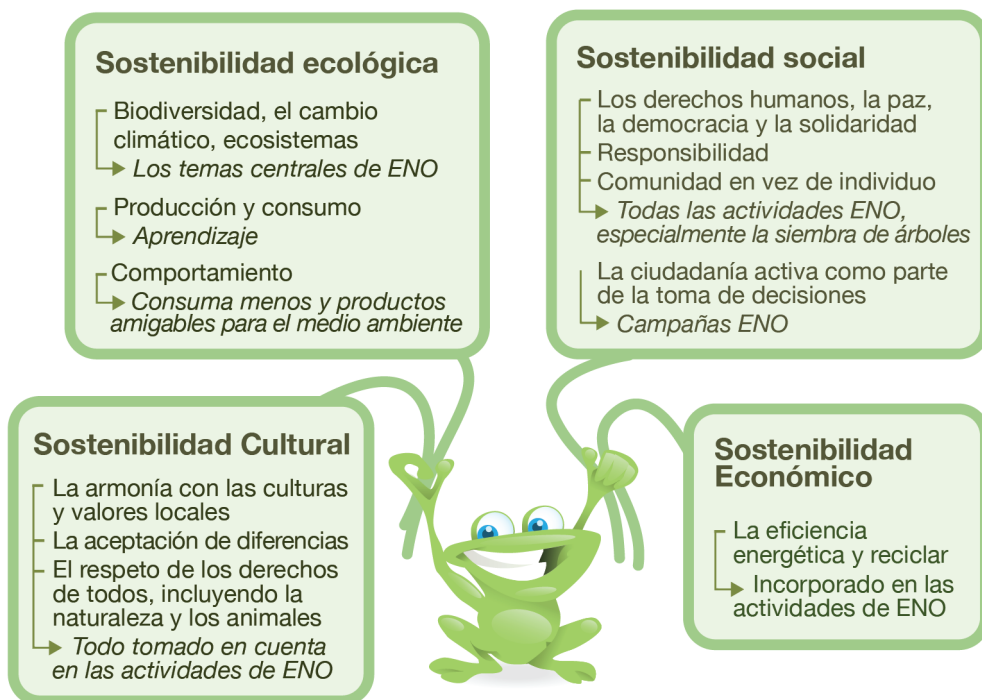 Sostenibilidad ecológica
Biodiversidad, el cambio
climático, ecosistemas
Los temas centrales de ENO
Producción y consumo
Aprendizaje
Comportamiento
Consuma menos y productos
amigables para el medio ambiente
Sostenibilidad social
Los derechos humanos, la paz,
la democracia y la solidaridad
Responsibilidad
Comunidad en vez de individuo
Todas las actividades ENO,
especialmente la siembra de árboles
La ciudadanía activa como parte
de la toma de decisiones
Campañas ENO
Sostenibilidad Cultural
La armonía con las culturas
y valores locales
La aceptación de diferencias
El respeto de los derechos
de todos, incluyendo la
naturaleza y los animales
Todo tomado en cuenta
en las actividades de ENO
Sostenibilidad
Económico
La eficiencia
energética y reciclar
Incorporado en las
actividades de ENO